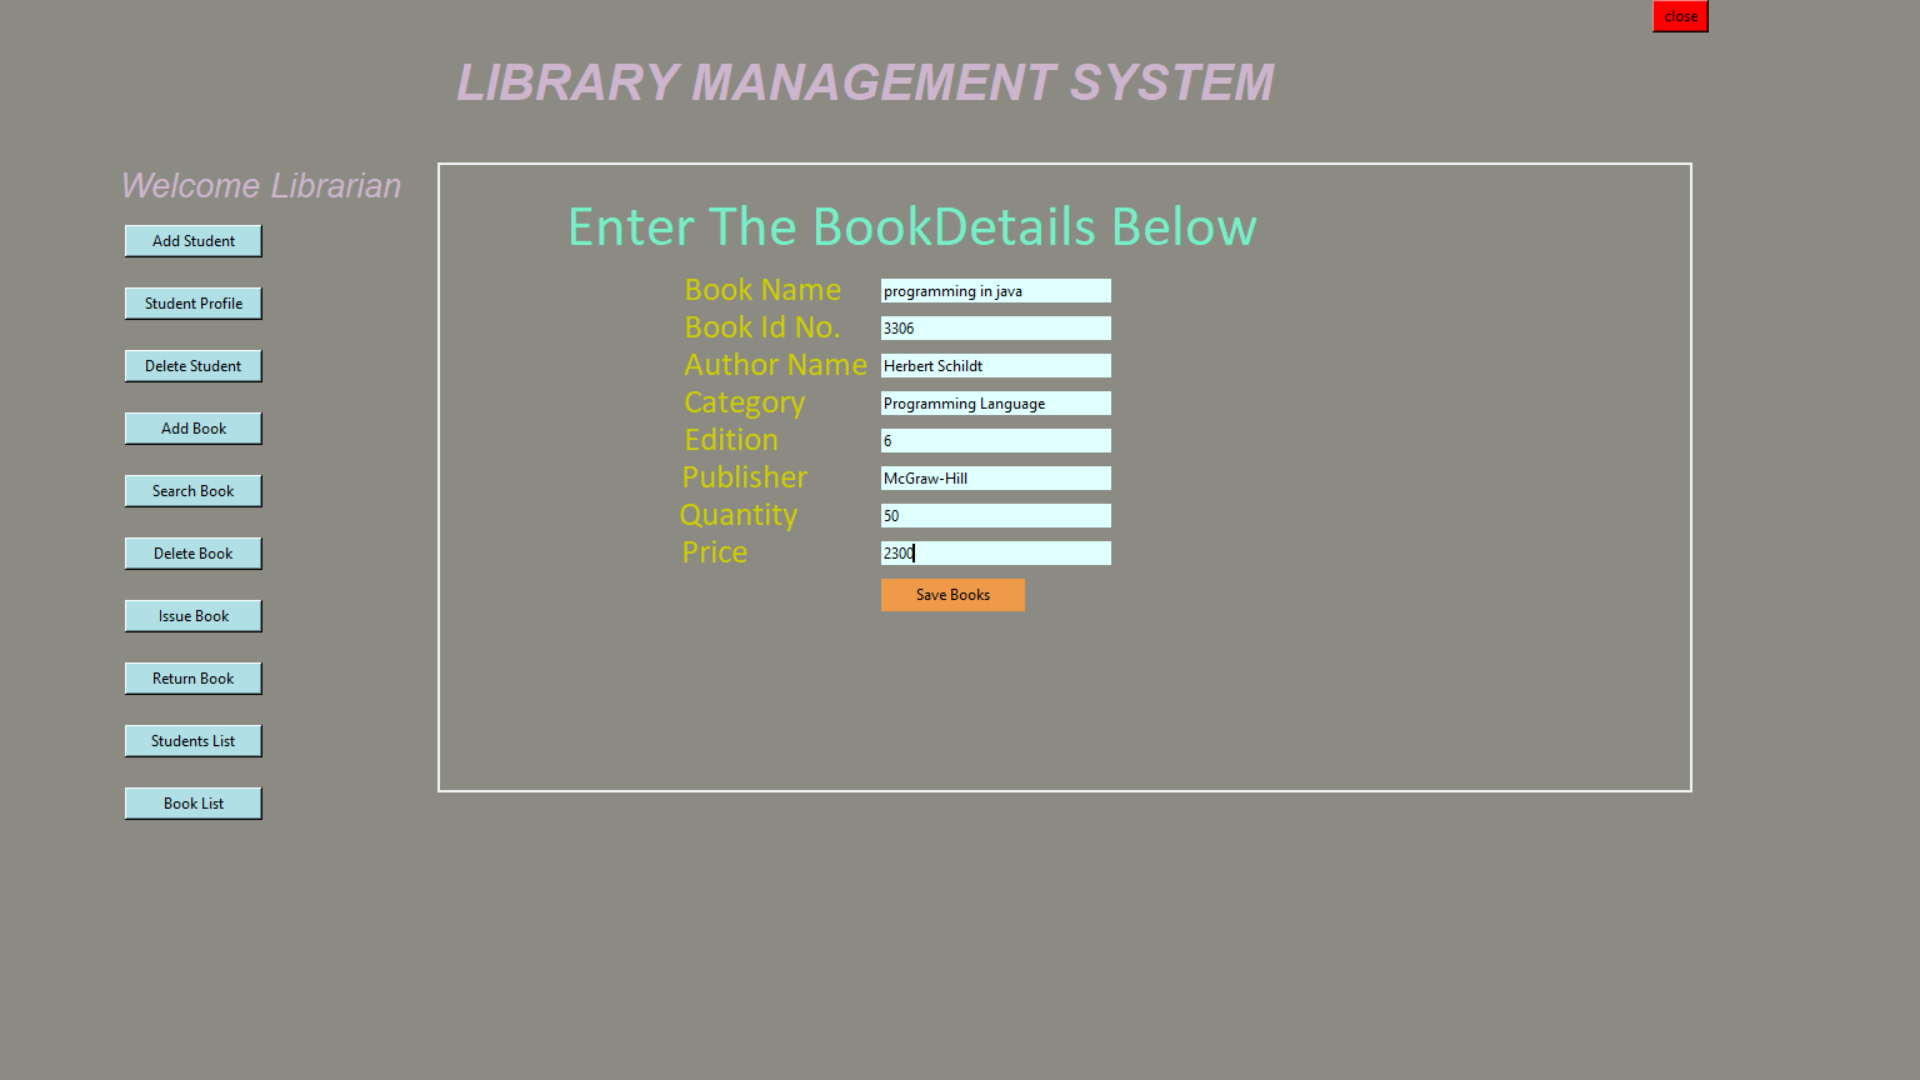 close
LIBRARY MANAGEMENT SYSTEM
Welcome Librarian
Add Student
Student Profile
Delete Student
Add Book
Search Book
Delete Book
Issue Book
Return Book
Students List
Book List
Enter The BookDetails Below
Book Name programming in java
Book Id No. 3306
Author Name Herbert Schildt
Category Programming Language
Edition 6
Publisher McGraw-Hill
Quantity 50
Price 2300
Save Books